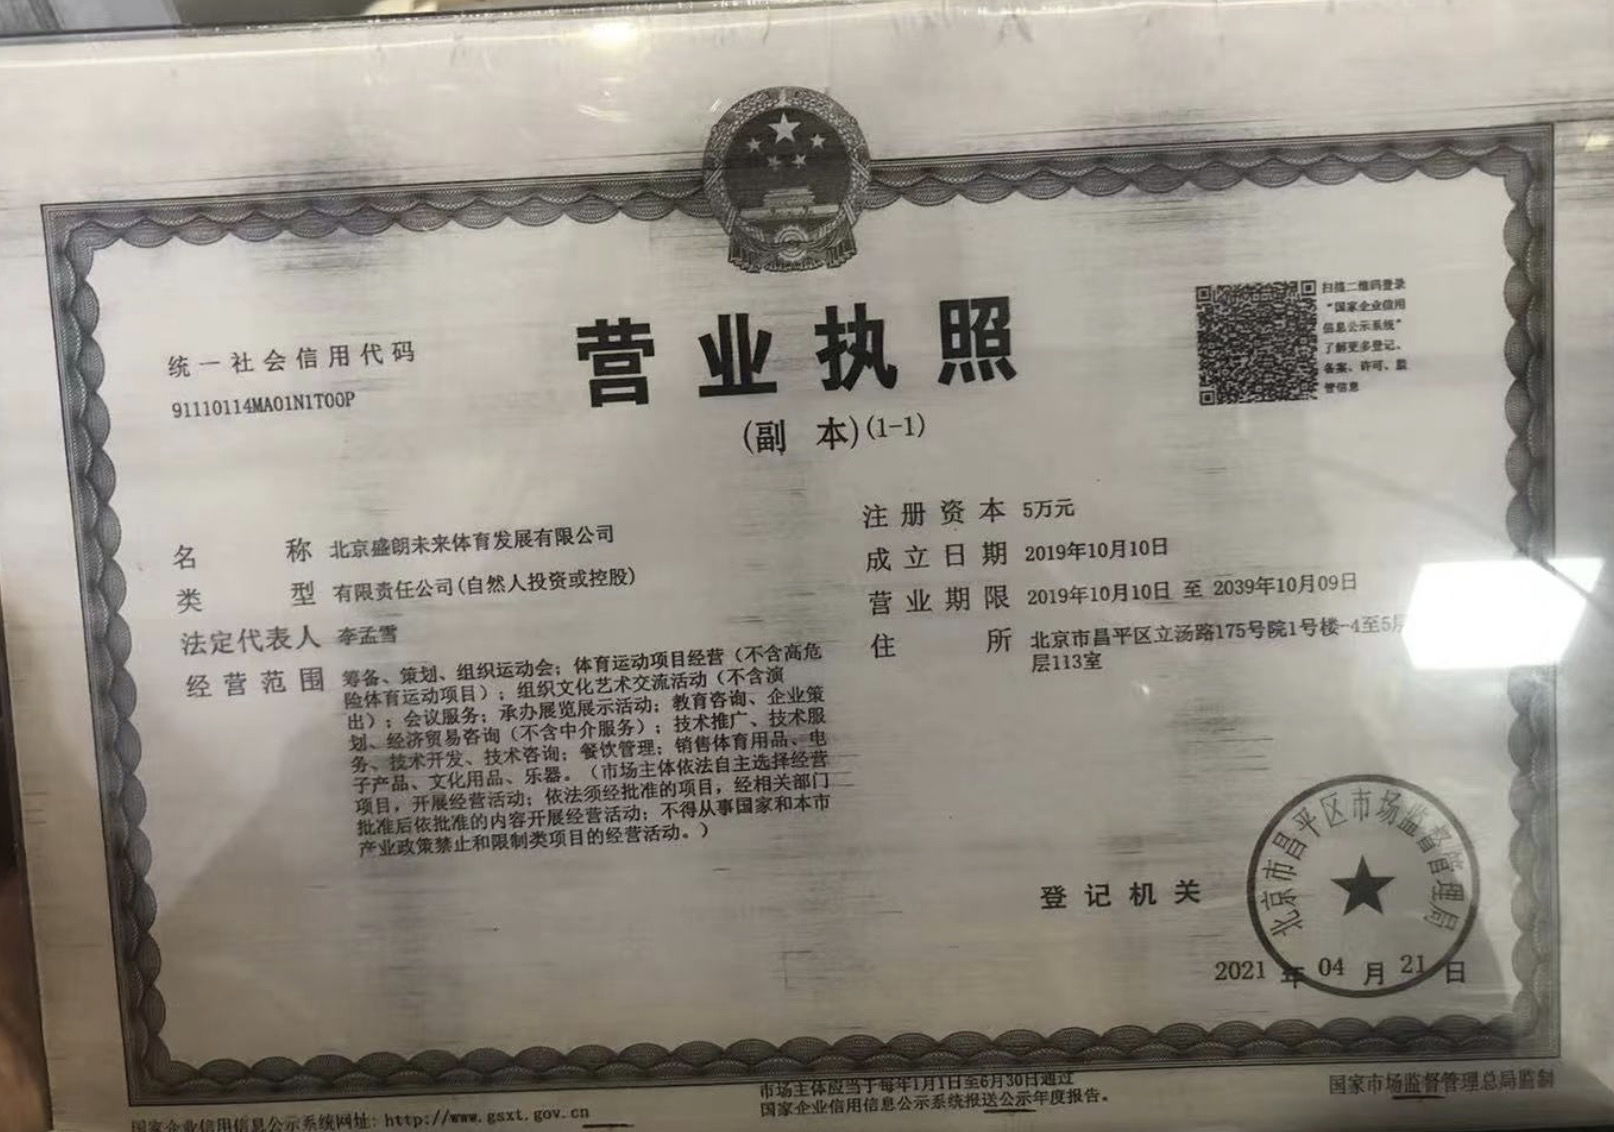 营业执照
(副 本)(1-1)
统一社会信用代码
91110114MA01N1T00P
扫描二维码登录
“国家企业信用
信息公示系统”
了解更多登记、
备案、许可、监
管信息
名 称 北京盛朗未来体育发展有限公司
类 型 有限责任公司(自然人投资或控股)
法定代表人 李孟雪
经营范围 筹备、策划、组织运动会；体育运动项目经营（不含高危
险体育运动项目）；组织文化艺术交流活动（不含演
出）；会议服务；承办展览展示活动；教育咨询、企业策
划、经济贸易咨询（不含中介服务）；技术推广、技术服
务、技术开发、技术咨询；餐饮管理；销售体育用品、电
子产品、文化用品、乐器。（市场主体依法自主选择经营
项目，开展经营活动；依法须经批准的项目，经相关部门
批准后依批准的内容开展经营活动；不得从事国家和本市
产业政策禁止和限制类项目的经营活动。）
注册资本 5万元
成立日期 2019年10月10日
营业期限 2019年10月10日 至 2039年10月09日
住 所 北京市昌平区立汤路175号院1号楼-4至5层
层113室
登记机关
北京市昌平区市场监督管理局
2021 年 04 月 21 日
国家企业信用信息公示系统网址: http://www.gsxt.gov.cn
市场主体应当于每年1月1日至6月30日通过
国家企业信用信息公示系统报送公示年度报告。
国家市场监督管理总局监制